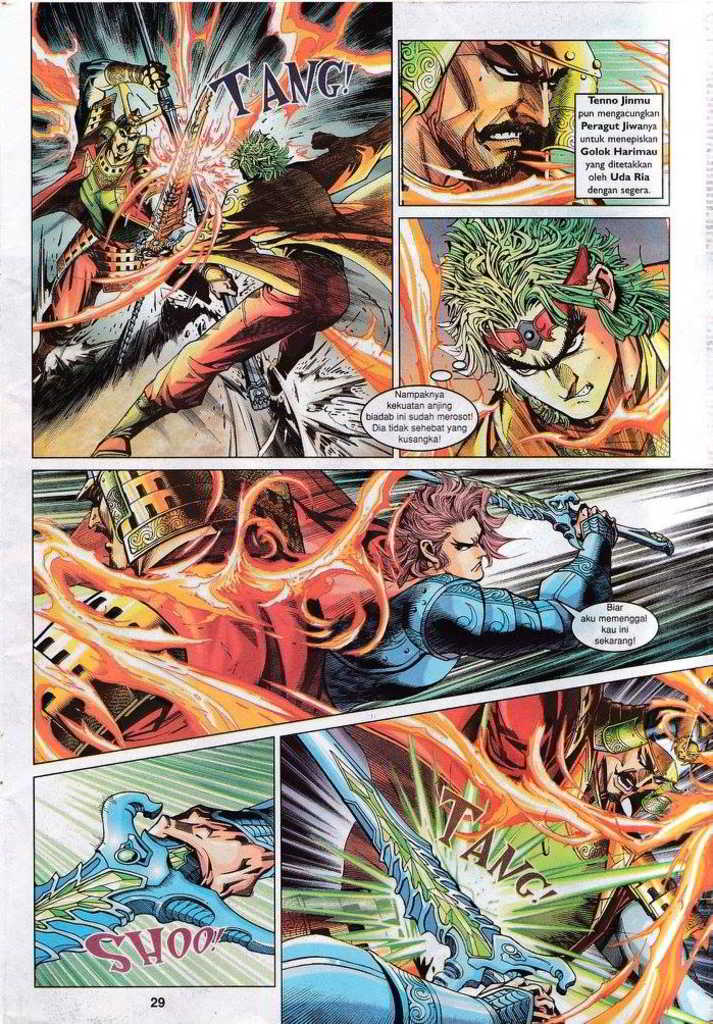 TANG!
Tenno Jinmu
pun mengacungkan
Peragut Jiwanya
untuk menepiskan
Golok Harimau
yang ditetakkan
oleh Uda Ria
dengan segera.
Nampaknya
kekuatan anjing
biadab ini sudah merosot!
Dia tidak sehebat yang
kusangka!
Biar
aku memenggal
kau ini
sekarang!
SHOO!
TANG!
29